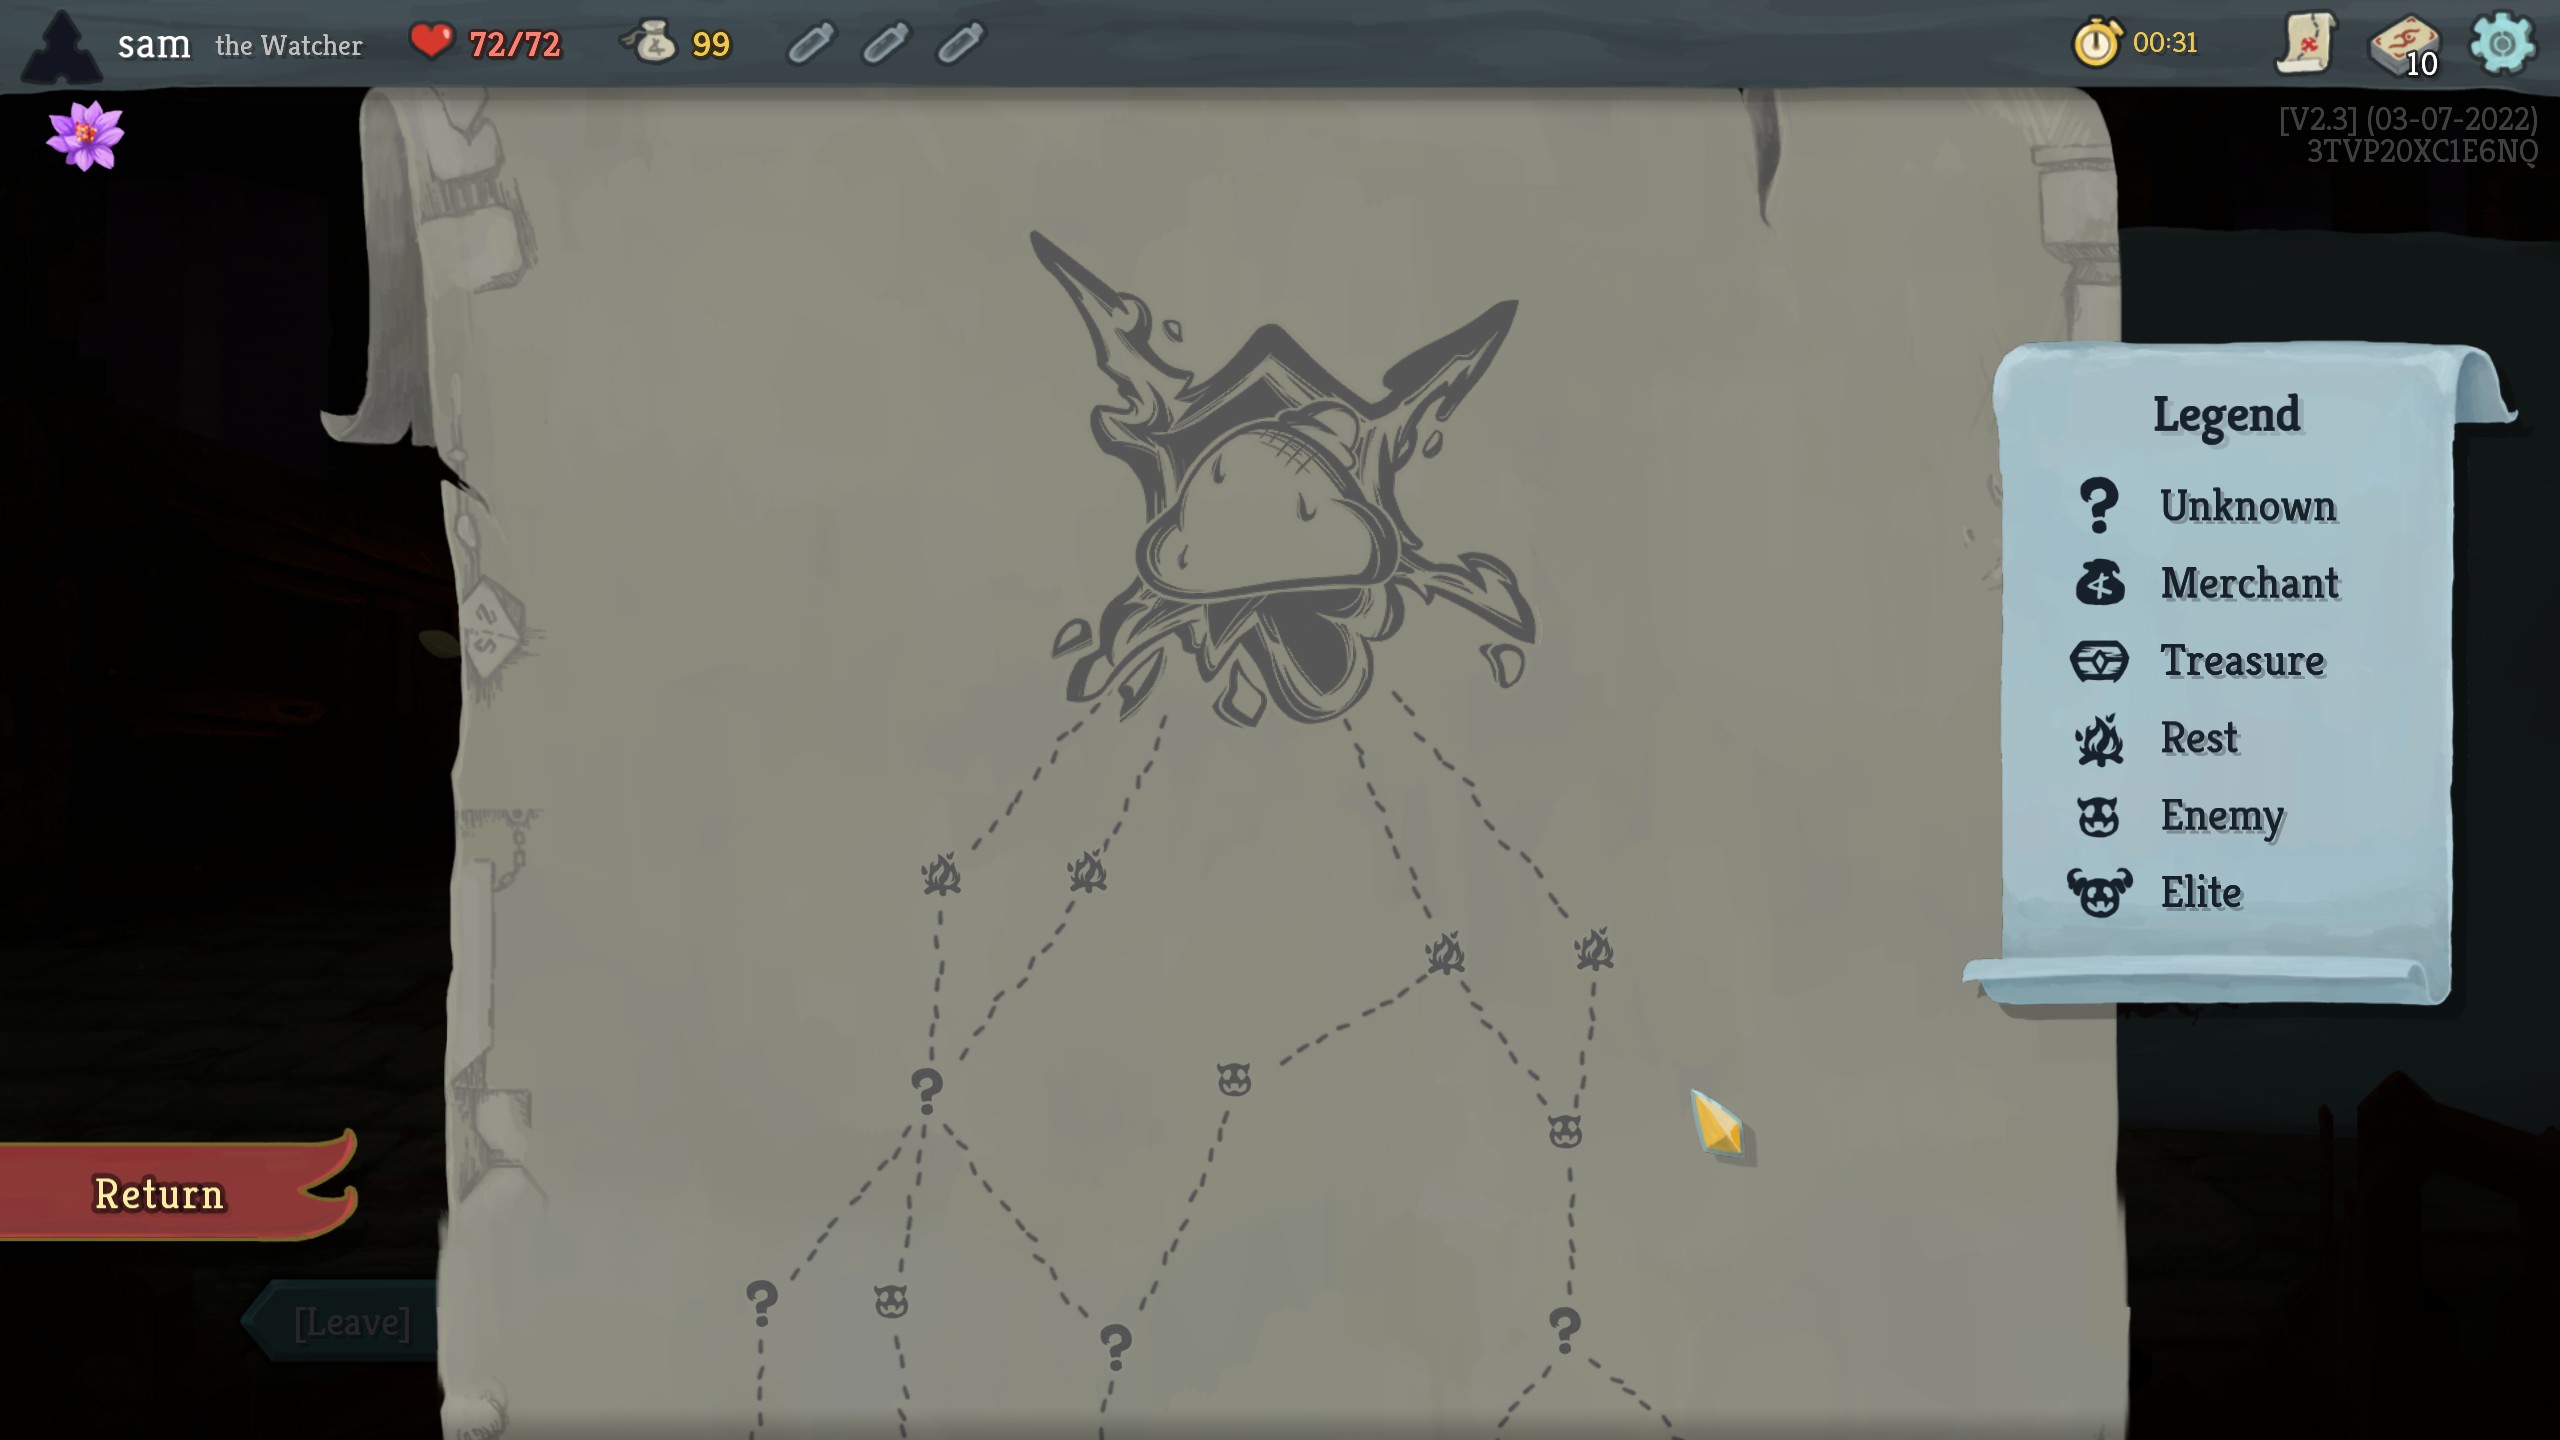 sam the Watcher 72/72 99 00:31 10
[V2.3] (03-07-2022)
3TVP20XC1E6NQ
Legend
Unknown
Merchant
Treasure
Rest
Enemy
Elite
Return
[Leave]